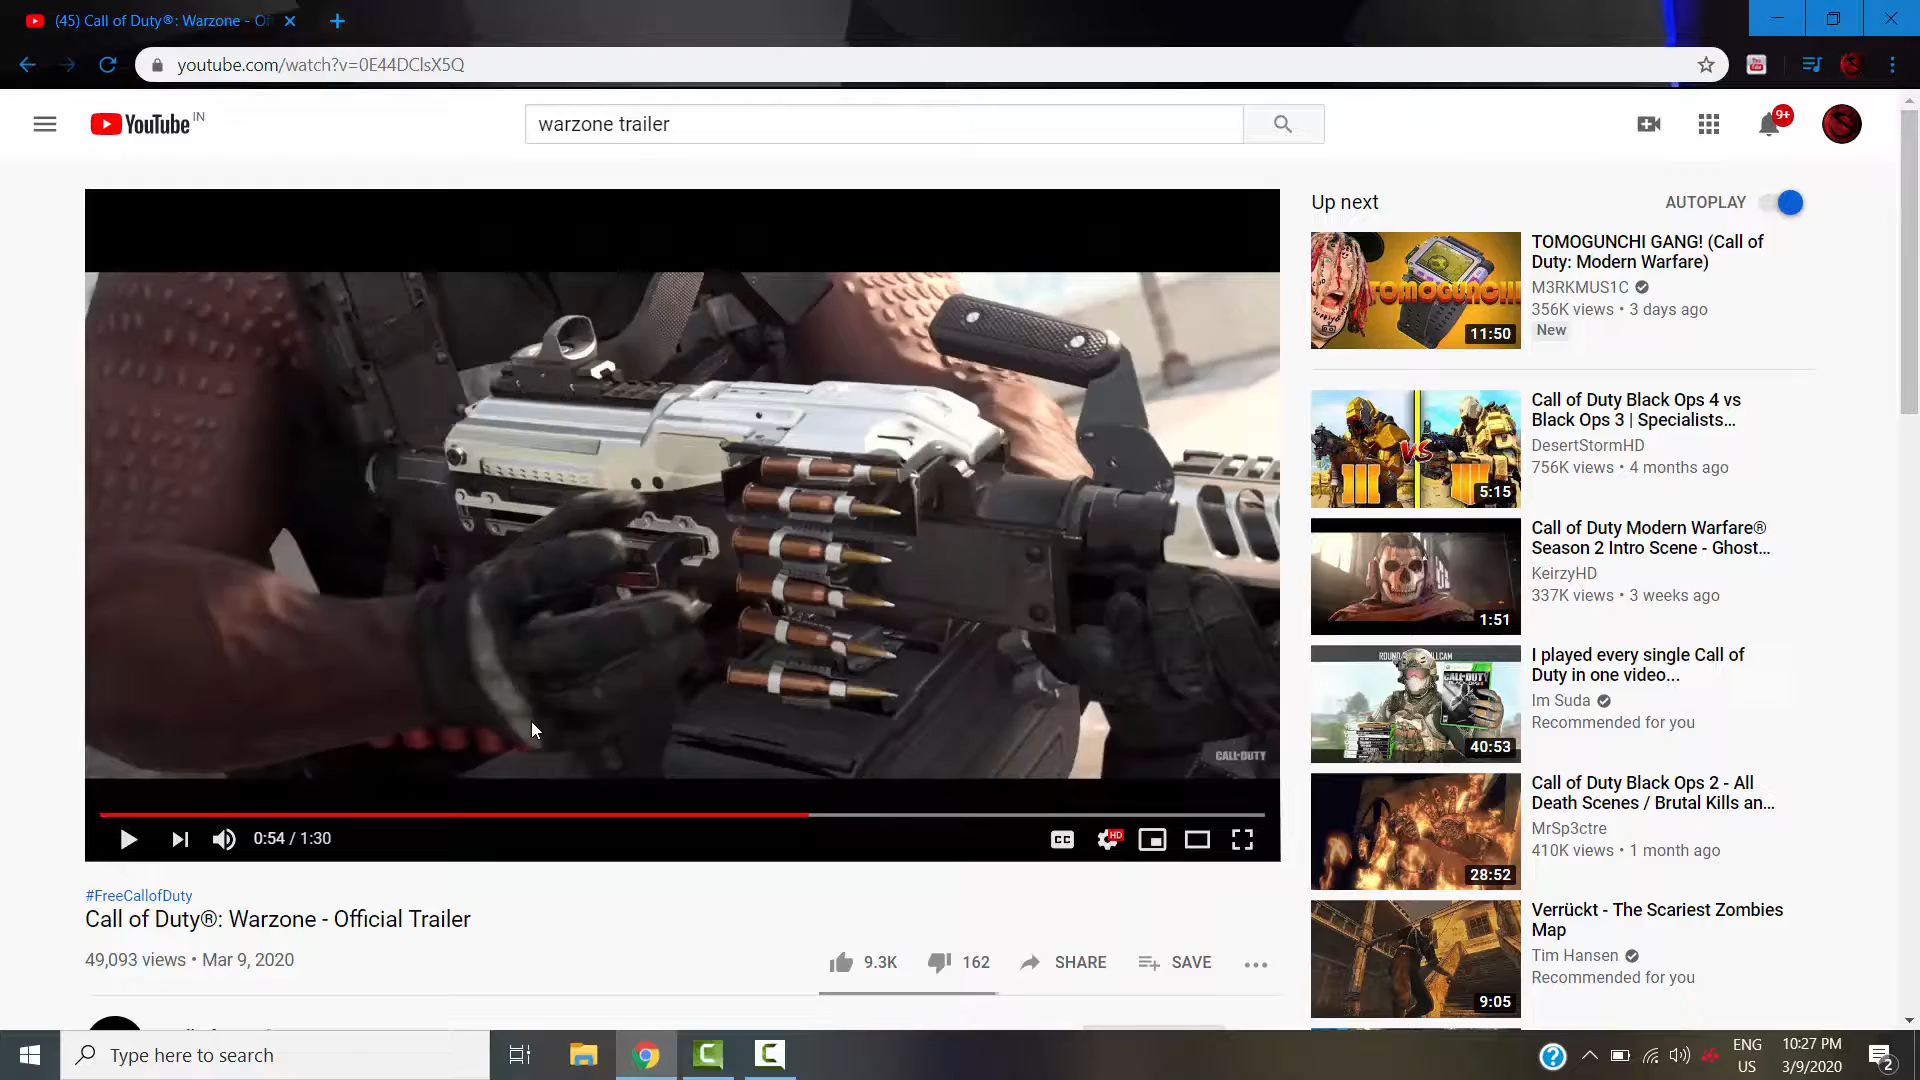 (45) Call of Duty®: Warzone - Of
youtube.com/watch?v=0E44DClsX5Q
YouTube IN
warzone trailer
9+
Up next
AUTOPLAY
TOMOGUNCHI
11:50
TOMOGUNCHI GANG! (Call of
Duty: Modern Warfare)
M3RKMUS1C
356K views • 3 days ago
New
VS
5:15
Call of Duty Black Ops 4 vs
Black Ops 3 | Specialists...
DesertStormHD
756K views • 4 months ago
1:51
Call of Duty Modern Warfare®
Season 2 Intro Scene - Ghost...
KeirzyHD
337K views • 3 weeks ago
CALL·DUTY
40:53
I played every single Call of
Duty in one video...
Im Suda
Recommended for you
28:52
Call of Duty Black Ops 2 - All
Death Scenes / Brutal Kills an...
MrSp3ctre
410K views • 1 month ago
9:05
Verrückt - The Scariest Zombies
Map
Tim Hansen
Recommended for you
CALL·DUTY
0:54 / 1:30
CC
HD
#FreeCallofDuty
Call of Duty®: Warzone - Official Trailer
49,093 views • Mar 9, 2020
9.3K
162
SHARE
SAVE
Type here to search
ENG
US
10:27 PM
3/9/2020
2